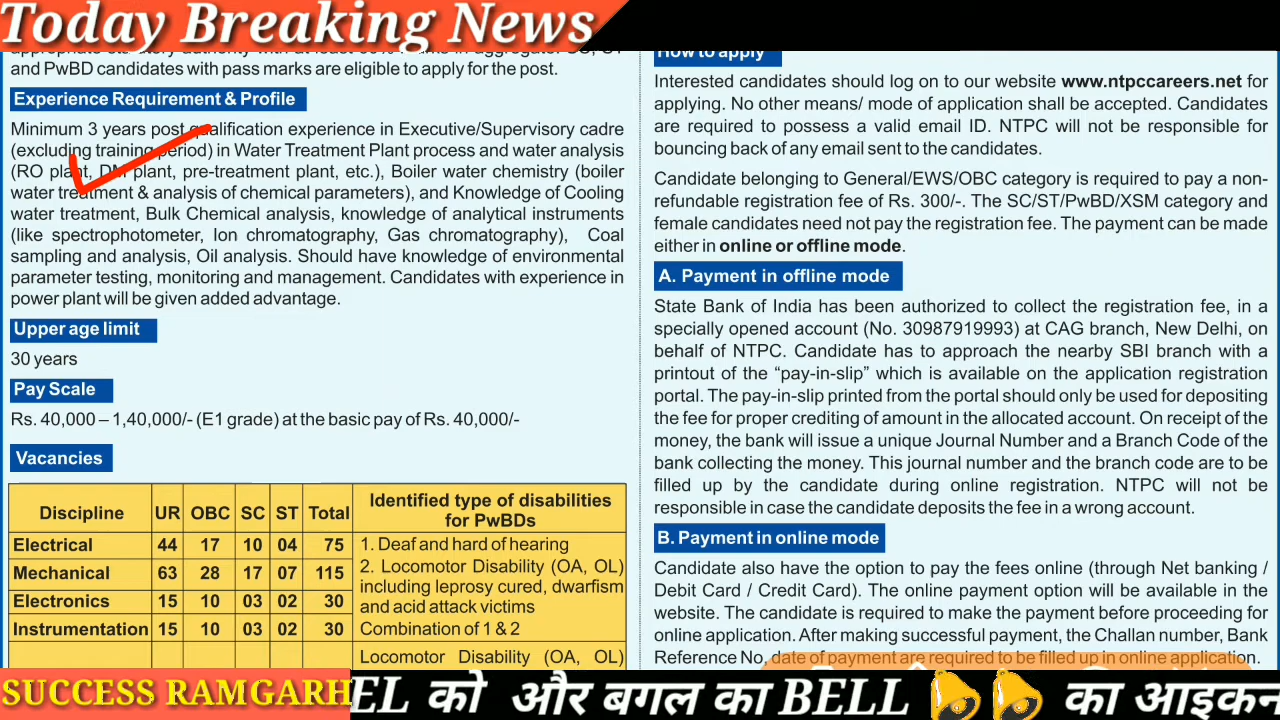 Today Breaking News
and PwBD candidates with pass marks are eligible to apply for the post.
Experience Requirement & Profile
Minimum 3 years post qualification experience in Executive/Supervisory cadre
(excluding training period) in Water Treatment Plant process and water analysis
(RO plant, DM plant, pre-treatment plant, etc.), Boiler water chemistry (boiler
water treatment & analysis of chemical parameters), and Knowledge of Cooling
water treatment, Bulk Chemical analysis, knowledge of analytical instruments
(like spectrophotometer, Ion chromatography, Gas chromatography), Coal
sampling and analysis, Oil analysis. Should have knowledge of environmental
parameter testing, monitoring and management. Candidates with experience in
power plant will be given added advantage.
Upper age limit
30 years
Pay Scale
Rs. 40,000 – 1,40,000/- (E1 grade) at the basic pay of Rs. 40,000/-
Vacancies
Discipline UR OBC SC ST Total Identified type of disabilities
for PwBDs
Electrical 44 17 10 04 75 1. Deaf and hard of hearing
Mechanical 63 28 17 07 115 2. Locomotor Disability (OA, OL)
including leprosy cured, dwarfism
Electronics 15 10 03 02 30 and acid attack victims
Instrumentation 15 10 03 02 30 Combination of 1 & 2
Locomotor Disability (OA, OL)
How to apply
Interested candidates should log on to our website www.ntpccareers.net for
applying. No other means/ mode of application shall be accepted. Candidates
are required to possess a valid email ID. NTPC will not be responsible for
bouncing back of any email sent to the candidates.
Candidate belonging to General/EWS/OBC category is required to pay a non-
refundable registration fee of Rs. 300/-. The SC/ST/PwBD/XSM category and
female candidates need not pay the registration fee. The payment can be made
either in online or offline mode.
A. Payment in offline mode
State Bank of India has been authorized to collect the registration fee, in a
specially opened account (No. 30987919993) at CAG branch, New Delhi, on
behalf of NTPC. Candidate has to approach the nearby SBI branch with a
printout of the “pay-in-slip” which is available on the application registration
portal. The pay-in-slip printed from the portal should only be used for depositing
the fee for proper crediting of amount in the allocated account. On receipt of the
money, the bank will issue a unique Journal Number and a Branch Code of the
bank collecting the money. This journal number and the branch code are to be
filled up by the candidate during online registration. NTPC will not be
responsible in case the candidate deposits the fee in a wrong account.
B. Payment in online mode
Candidate also have the option to pay the fees online (through Net banking /
Debit Card / Credit Card). The online payment option will be available in the
website. The candidate is required to make the payment before proceeding for
online application. After making successful payment, the Challan number, Bank
Reference No, date of payment are required to be filled up in online application.
SUCCESS RAMGARH
EL को और बगल का BELL 🔔🔔 का आइकन